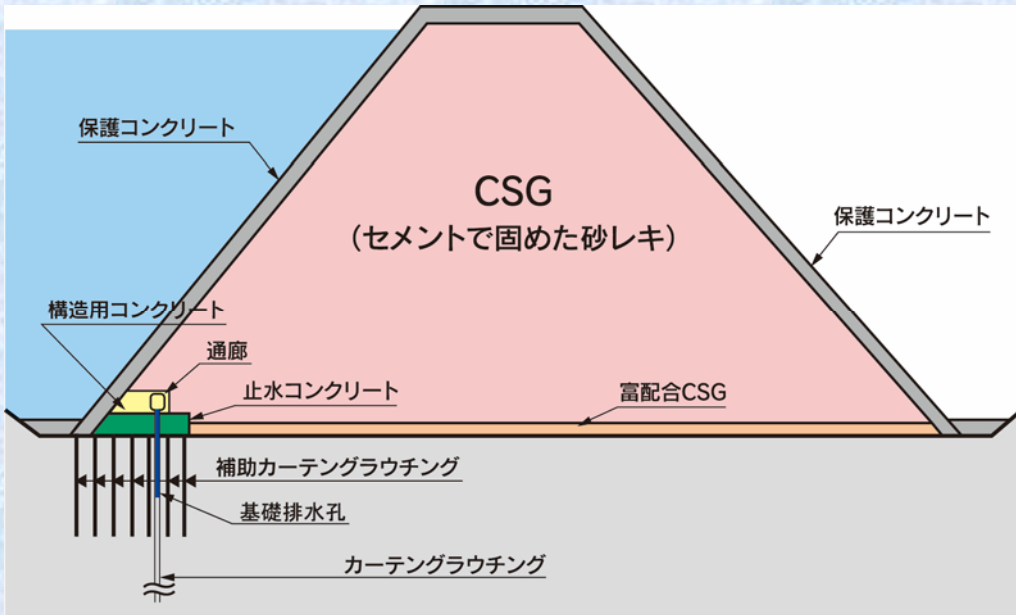 保護コンクリート
CSG
（セメントで固めた砂レキ）
保護コンクリート
構造用コンクリート
通廊
止水コンクリート
富配合CSG
補助カーテングラウチング
基礎排水孔
カーテングラウチング